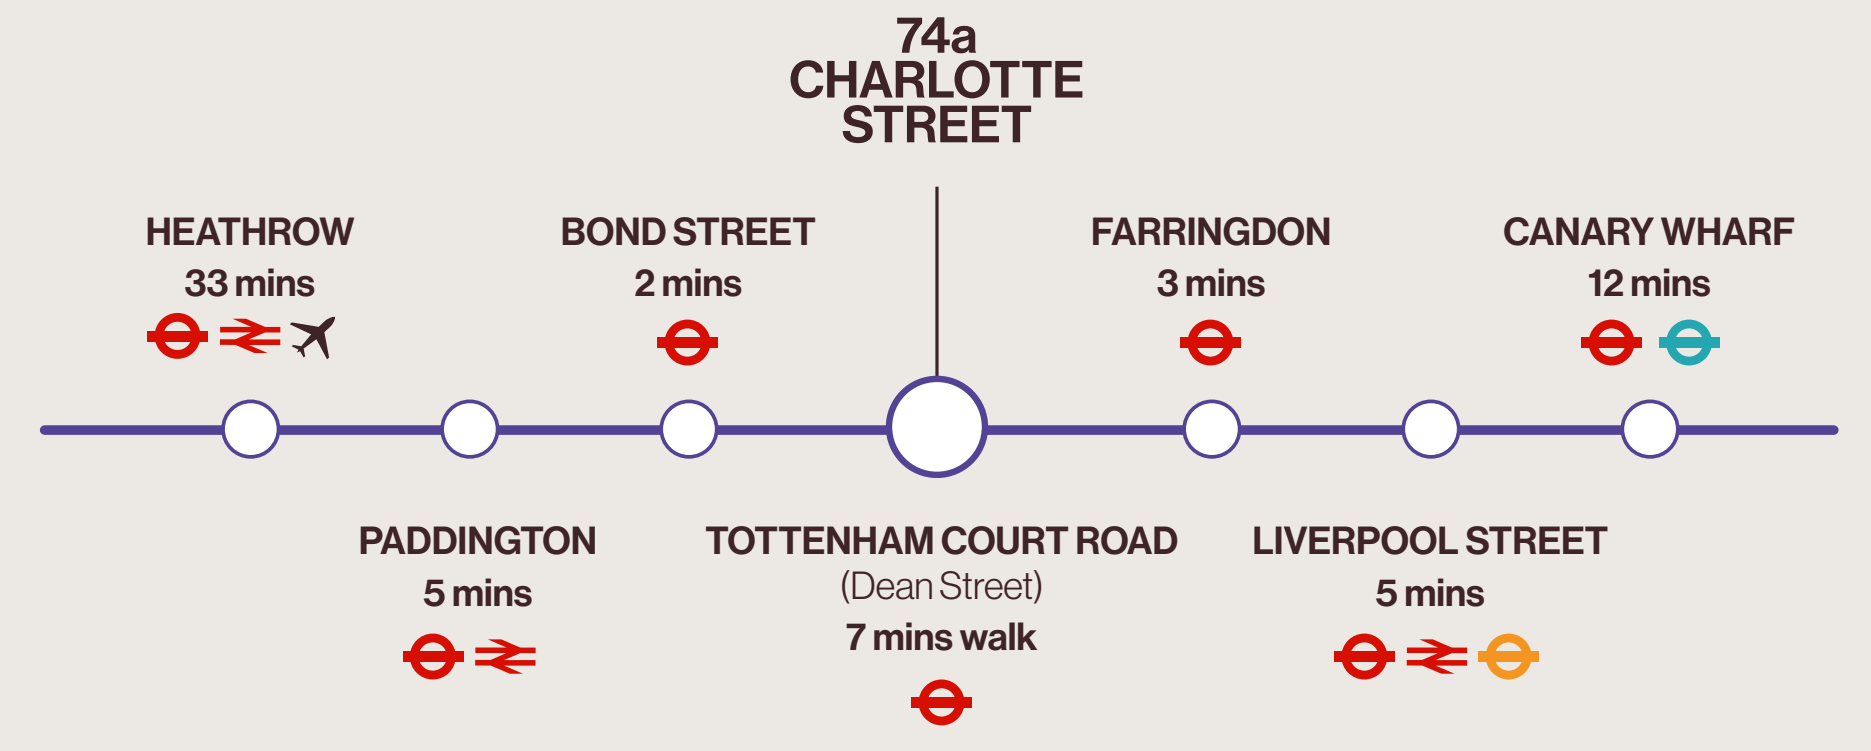 74a
CHARLOTTE
STREET
HEATHROW
33 mins
BOND STREET
2 mins
FARRINGDON
3 mins
CANARY WHARF
12 mins
PADDINGTON
5 mins
TOTTENHAM COURT ROAD
(Dean Street)
7 mins walk
LIVERPOOL STREET
5 mins